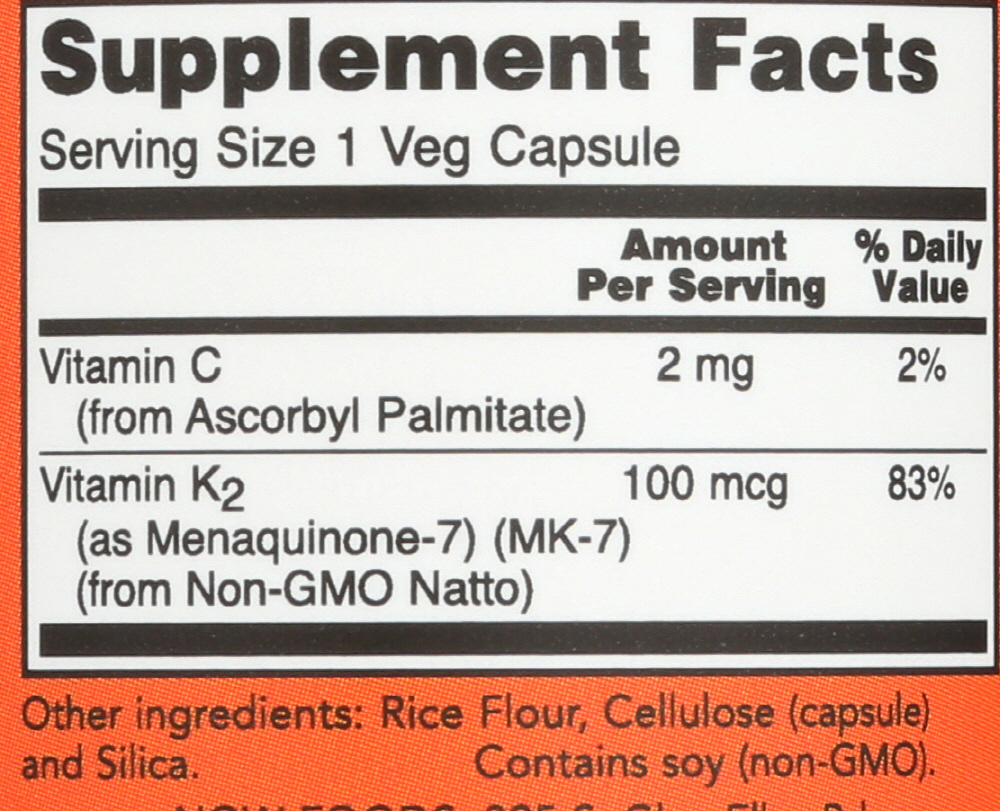 Supplement Facts
Serving Size 1 Veg Capsule
Amount Per Serving % Daily Value
Vitamin C 2 mg 2%
(from Ascorbyl Palmitate)
Vitamin K2 100 mcg 83%
(as Menaquinone-7) (MK-7)
(from Non-GMO Natto)
Other ingredients: Rice Flour, Cellulose (capsule)
and Silica. Contains soy (non-GMO).